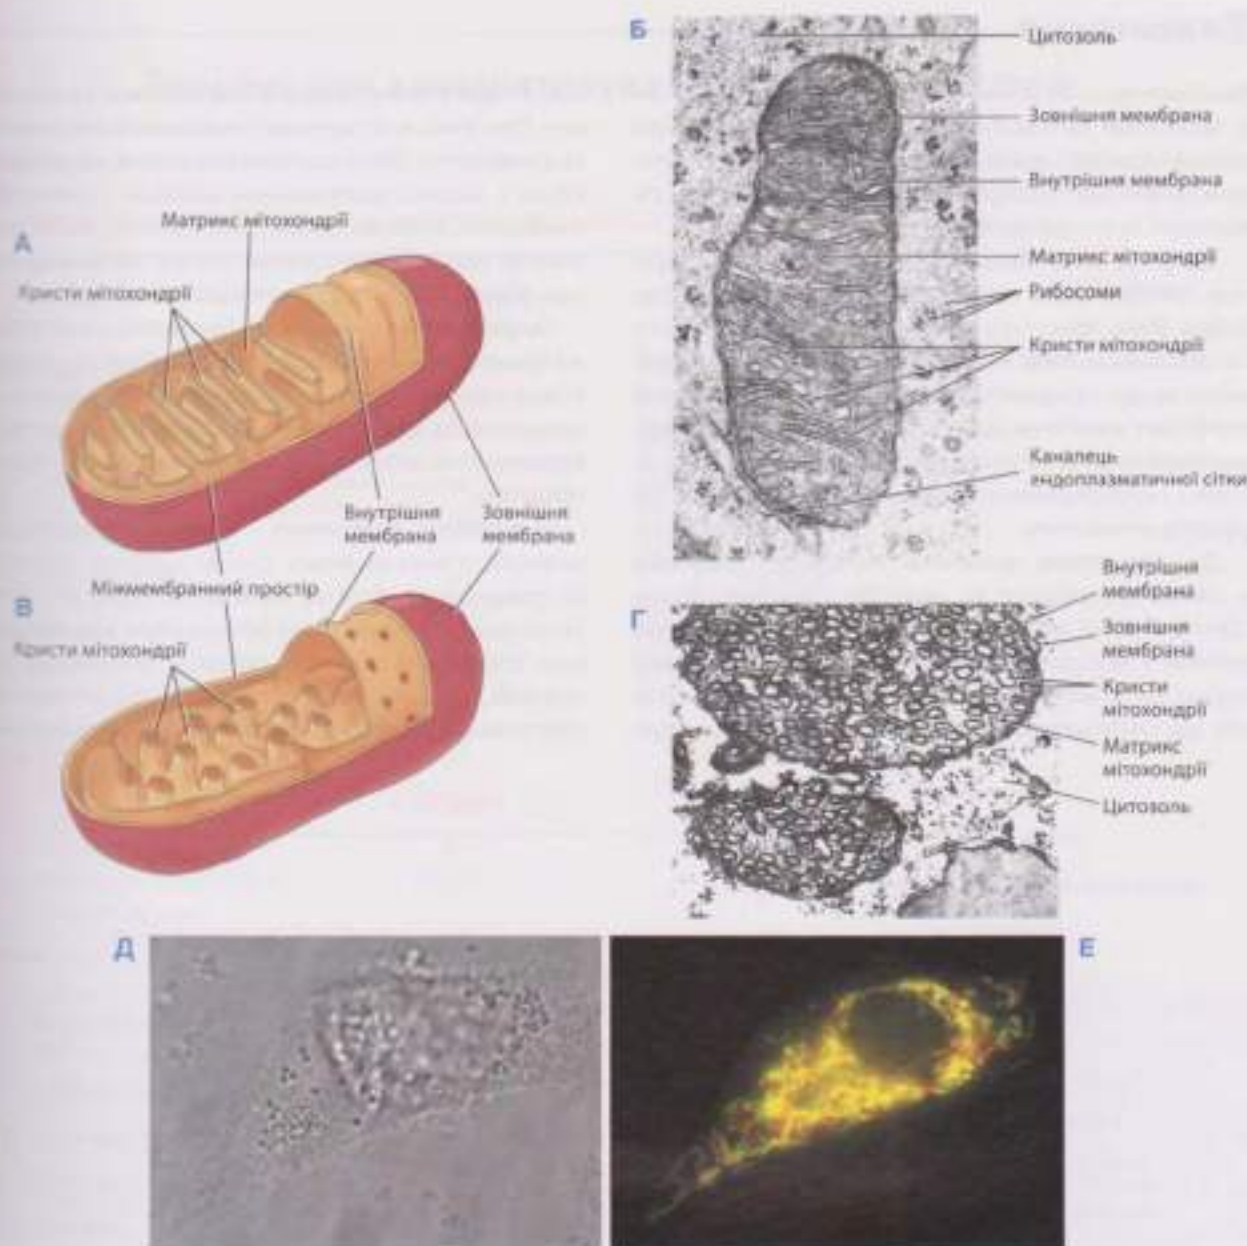 А
Матрикс мітохондрії
Кристи мітохондрії
Внутрішня
мембрана
Зовнішня
мембрана
Міжмембранний простір
Б
Цитозоль
Зовнішня мембрана
Внутрішня мембрана
Матрикс мітохондрії
Рибосоми
Кристи мітохондрії
Каналець
ендоплазматичної сітки
В
Кристи мітохондрії
Г
Внутрішня
мембрана
Зовнішня
мембрана
Кристи
мітохондрії
Матрикс
мітохондрії
Цитозоль
Д
Е